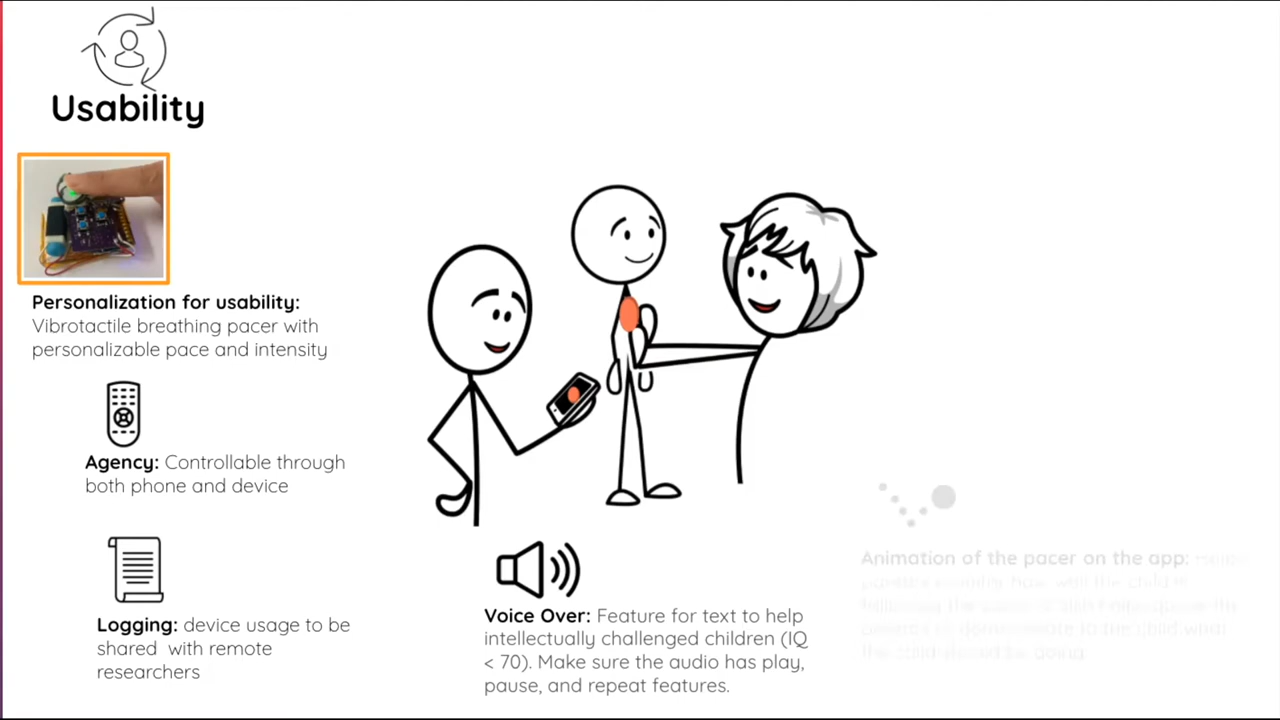 Usability
Personalization for usability:
Vibrotactile breathing pacer with
personalizable pace and intensity
Agency: Controllable through
both phone and device
Logging: device usage to be
shared with remote
researchers
Voice Over: Feature for text to help
intellectually challenged children (IQ
< 70). Make sure the audio has play,
pause, and repeat features.
Animation of the pacer on the app: